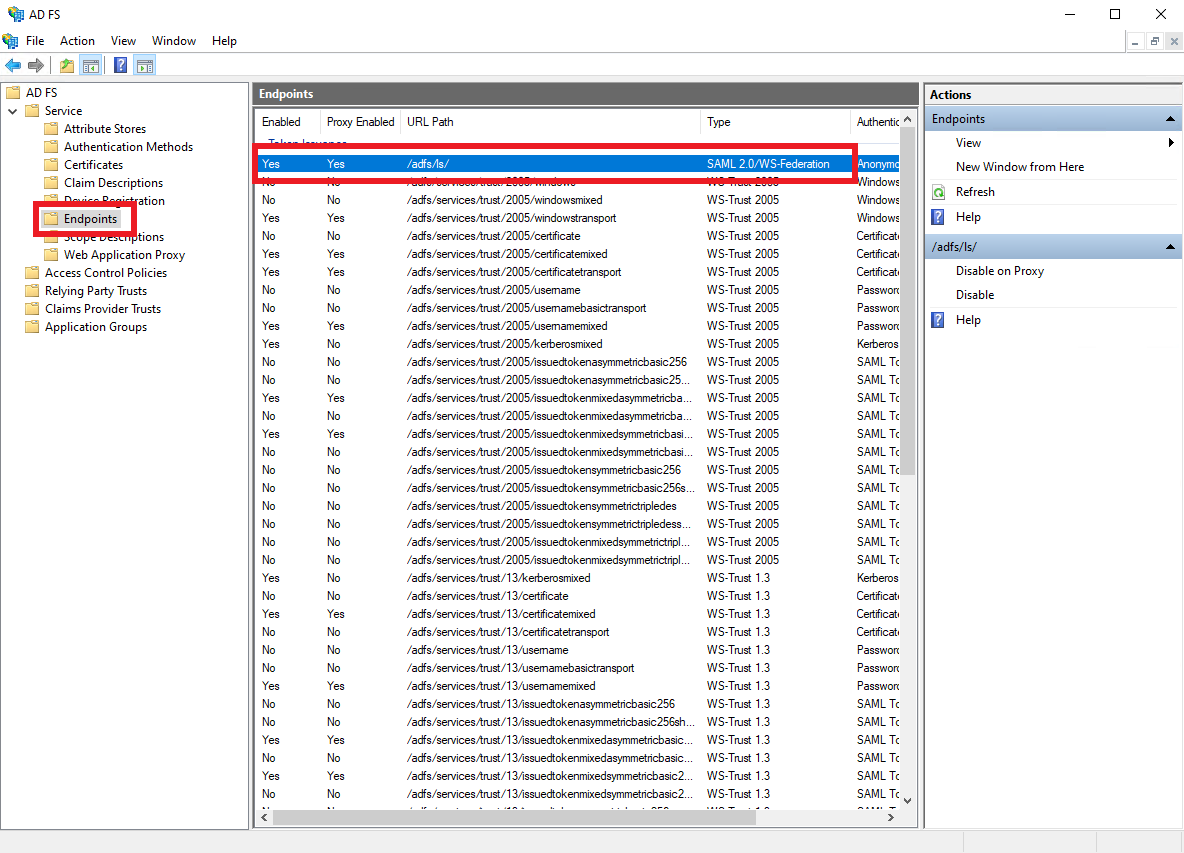 AD FS
File Action View Window Help
AD FS
Service
Attribute Stores
Authentication Methods
Certificates
Claim Descriptions
Device Registration
Endpoints
Scope Descriptions
Web Application Proxy
Access Control Policies
Relying Party Trusts
Claims Provider Trusts
Application Groups
Endpoints
Enabled Proxy Enabled URL Path Type Authentic
Token Issuance
Yes Yes /adfs/ls/ SAML 2.0/WS-Federation Anonymo
No No /adfs/services/trust/2005/windows WS-Trust 2005 Windows
No No /adfs/services/trust/2005/windowsmixed WS-Trust 2005 Windows
Yes Yes /adfs/services/trust/2005/windowstransport WS-Trust 2005 Windows
No No /adfs/services/trust/2005/certificate WS-Trust 2005 Certificate
Yes Yes /adfs/services/trust/2005/certificatemixed WS-Trust 2005 Certificate
Yes Yes /adfs/services/trust/2005/certificatetransport WS-Trust 2005 Certificate
No No /adfs/services/trust/2005/username WS-Trust 2005 Password
No No /adfs/services/trust/2005/usernamebasictransport WS-Trust 2005 Password
Yes Yes /adfs/services/trust/2005/usernamemixed WS-Trust 2005 Password
Yes No /adfs/services/trust/2005/kerberosmixed WS-Trust 2005 Kerberos
No No /adfs/services/trust/2005/issuedtokenasymmetricbasic256 WS-Trust 2005 SAML To
No No /adfs/services/trust/2005/issuedtokenasymmetricbasic25... WS-Trust 2005 SAML To
Yes Yes /adfs/services/trust/2005/issuedtokenmixedasymmetricba... WS-Trust 2005 SAML To
No No /adfs/services/trust/2005/issuedtokenmixedasymmetricba... WS-Trust 2005 SAML To
Yes Yes /adfs/services/trust/2005/issuedtokenmixedsymmetricbasi... WS-Trust 2005 SAML To
No No /adfs/services/trust/2005/issuedtokenmixedsymmetricbasi... WS-Trust 2005 SAML To
No No /adfs/services/trust/2005/issuedtokensymmetricbasic256 WS-Trust 2005 SAML To
No No /adfs/services/trust/2005/issuedtokensymmetricbasic256s... WS-Trust 2005 SAML To
No No /adfs/services/trust/2005/issuedtokensymmetrictripledes WS-Trust 2005 SAML To
No No /adfs/services/trust/2005/issuedtokensymmetrictripledess... WS-Trust 2005 SAML To
No No /adfs/services/trust/2005/issuedtokenmixedsymmetrictripl... WS-Trust 2005 SAML To
No No /adfs/services/trust/2005/issuedtokenmixedsymmetrictripl... WS-Trust 2005 SAML To
Yes No /adfs/services/trust/13/kerberosmixed WS-Trust 1.3 Kerberos
No No /adfs/services/trust/13/certificate WS-Trust 1.3 Certificate
Yes Yes /adfs/services/trust/13/certificatemixed WS-Trust 1.3 Certificate
No No /adfs/services/trust/13/certificatetransport WS-Trust 1.3 Certificate
No No /adfs/services/trust/13/username WS-Trust 1.3 Password
No No /adfs/services/trust/13/usernamebasictransport WS-Trust 1.3 Password
Yes Yes /adfs/services/trust/13/usernamemixed WS-Trust 1.3 Password
No No /adfs/services/trust/13/issuedtokenasymmetricbasic256 WS-Trust 1.3 SAML To
No No /adfs/services/trust/13/issuedtokenasymmetricbasic256sh... WS-Trust 1.3 SAML To
Yes Yes /adfs/services/trust/13/issuedtokenmixedasymmetricbasic... WS-Trust 1.3 SAML To
No No /adfs/services/trust/13/issuedtokenmixedasymmetricbasic... WS-Trust 1.3 SAML To
Yes Yes /adfs/services/trust/13/issuedtokenmixedsymmetricbasic2... WS-Trust 1.3 SAML To
No No /adfs/services/trust/13/issuedtokenmixedsymmetricbasic2... WS-Trust 1.3 SAML To
Actions
Endpoints
View
New Window from Here
Refresh
Help
/adfs/ls/
Disable on Proxy
Disable
Help